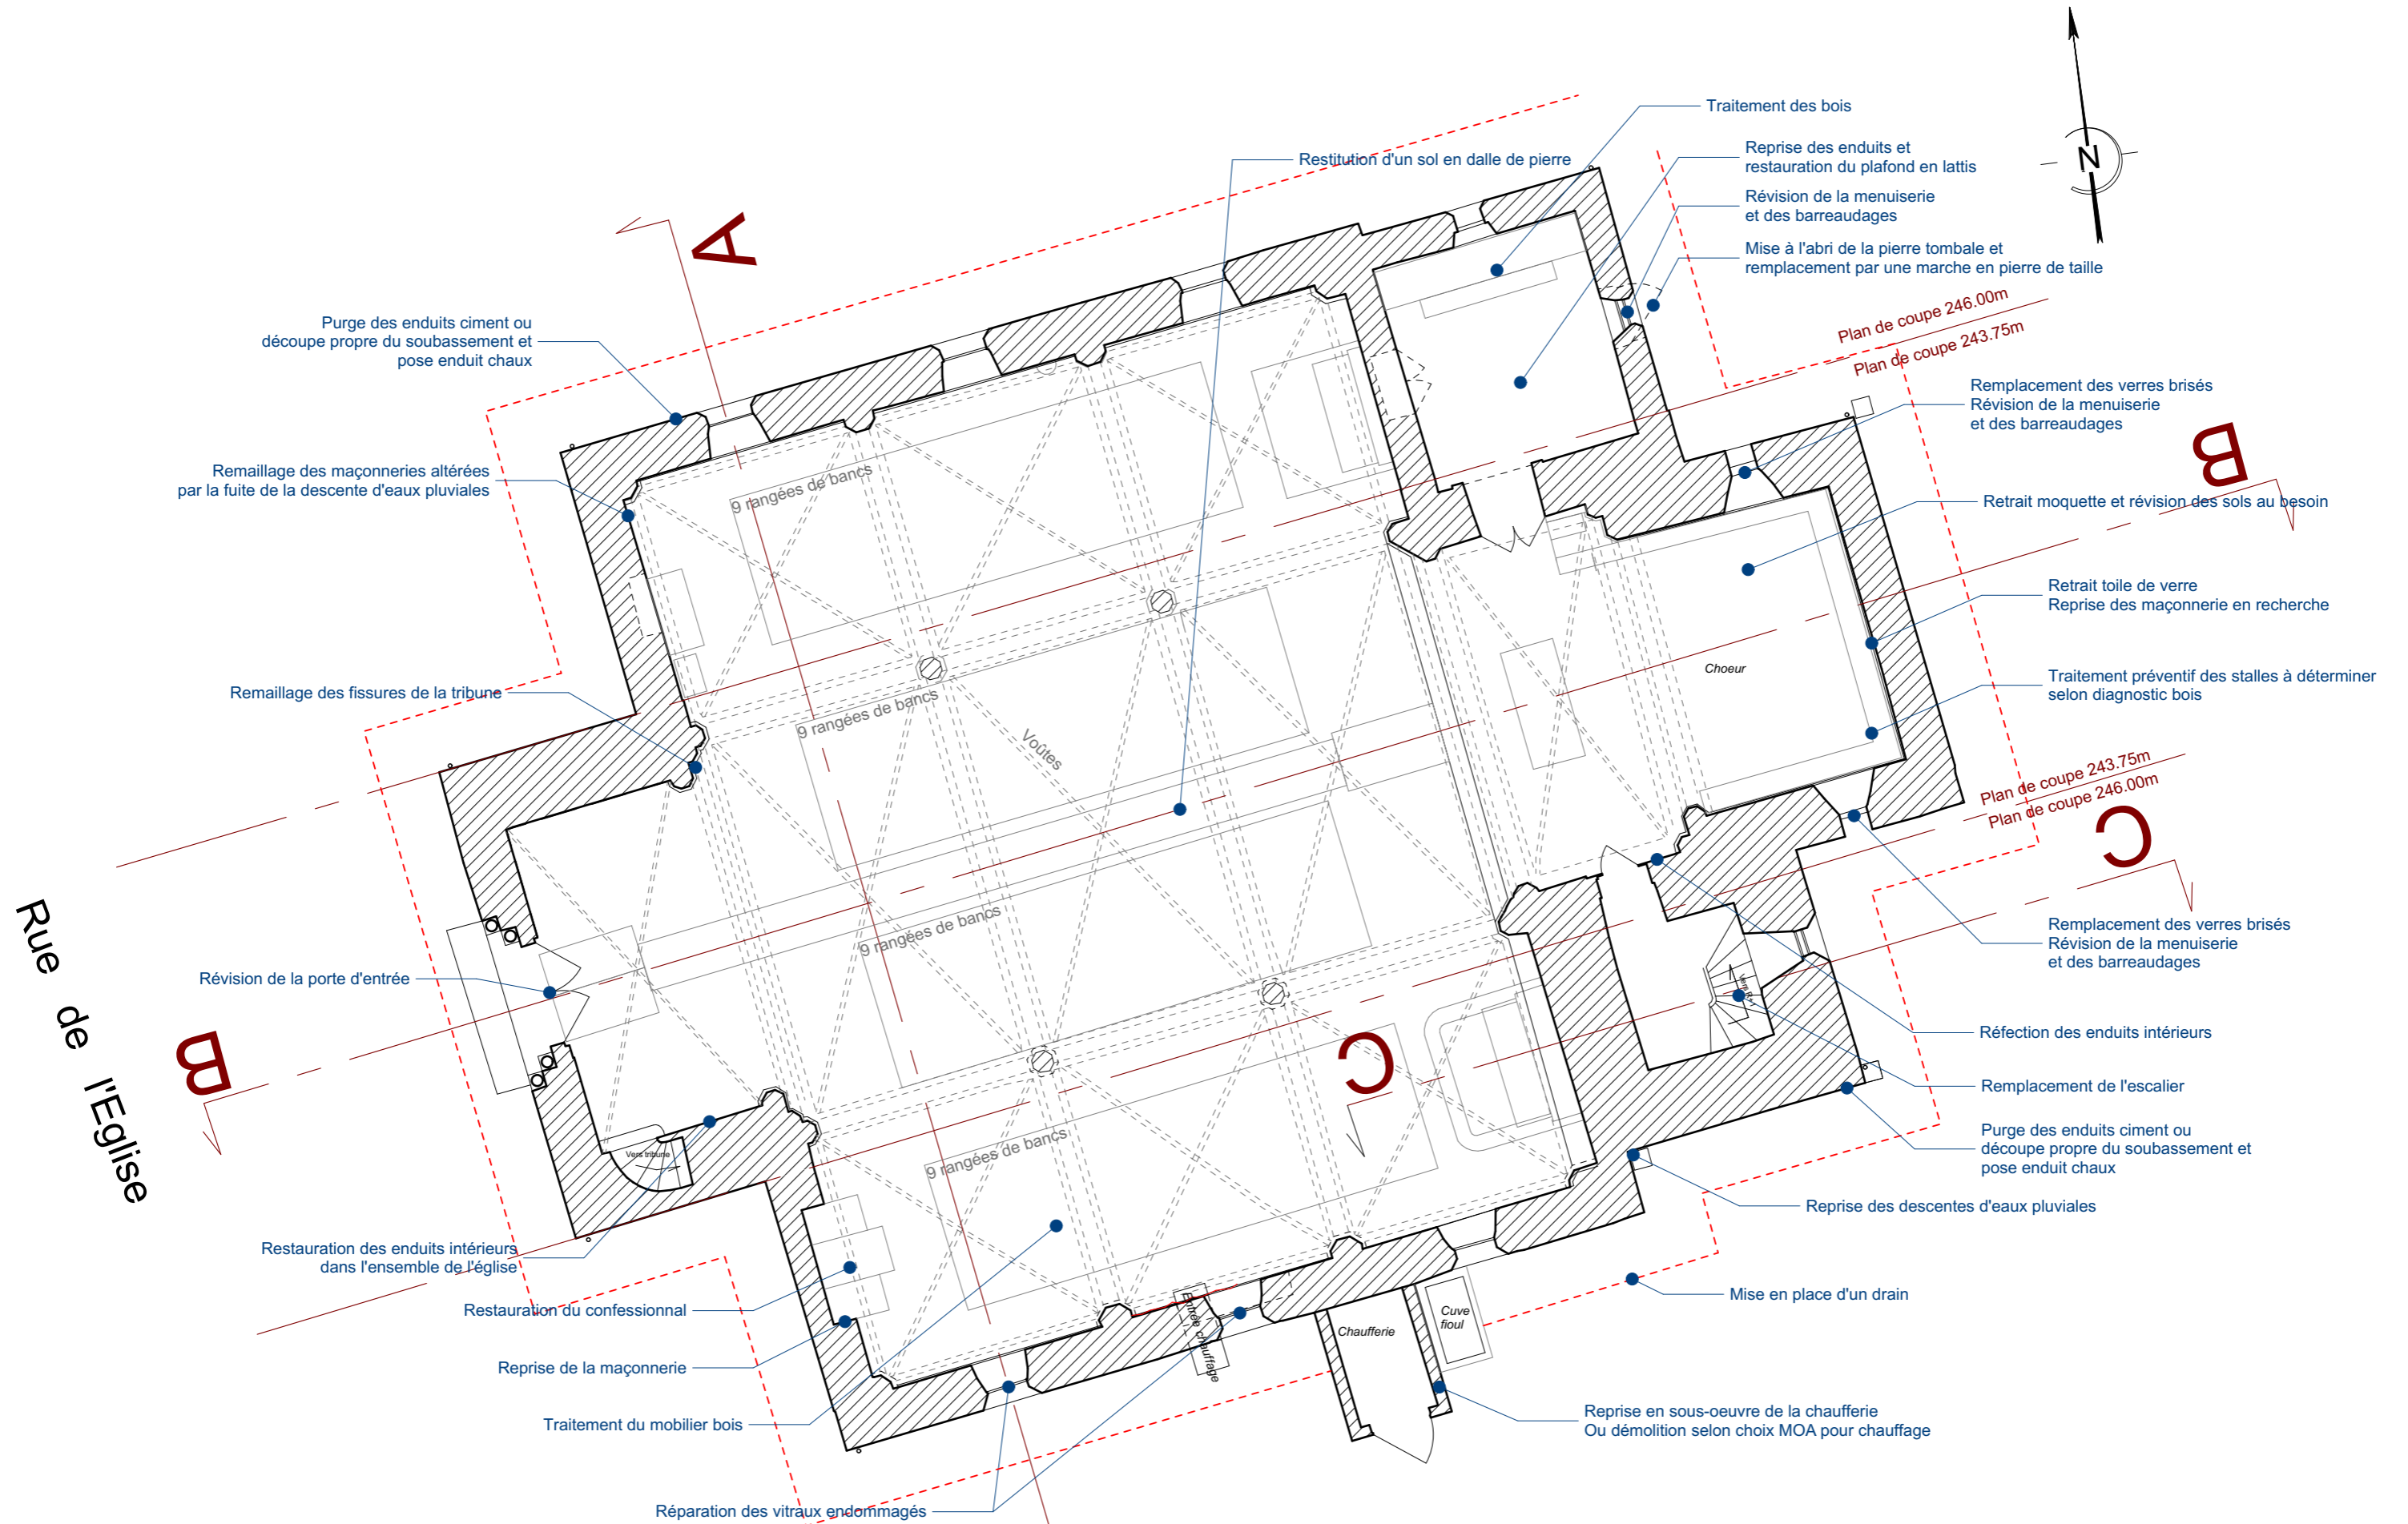 Traitement des bois
Restitution d'un sol en dalle de pierre
Reprise des enduits et
restauration du plafond en lattis
Révision de la menuiserie
et des barreaudages
Mise à l'abri de la pierre tombale et
remplacement par une marche en pierre de taille
N
A
Plan de coupe 246.00m
Plan de coupe 243.75m
Purge des enduits ciment ou
découpe propre du soubassement et
pose enduit chaux
Remplacement des verres brisés
Révision de la menuiserie
et des barreaudages
B
Remaillage des maçonneries altérées
par la fuite de la descente d'eaux pluviales
9 rangées de bancs
Retrait moquette et révision des sols au besoin
Retrait toile de verre
Reprise des maçonnerie en recherche
Choeur
Remaillage des fissures de la tribune
9 rangées de bancs
Voûtes
Traitement préventif des stalles à déterminer
selon diagnostic bois
Plan de coupe 243.75m
Plan de coupe 246.00m
C
Rue de l'Eglise
9 rangées de bancs
Remplacement des verres brisés
Révision de la menuiserie
et des barreaudages
Révision de la porte d'entrée
B
C
Réfection des enduits intérieurs
Remplacement de l'escalier
Vers tribune
9 rangées de bancs
Purge des enduits ciment ou
découpe propre du soubassement et
pose enduit chaux
Reprise des descentes d'eaux pluviales
Restauration des enduits intérieurs
dans l'ensemble de l'église
Mise en place d'un drain
Restauration du confessionnal
Entrée chauffage
Chaufferie
Cuve
fioul
Reprise de la maçonnerie
Traitement du mobilier bois
Reprise en sous-oeuvre de la chaufferie
Ou démolition selon choix MOA pour chauffage
Réparation des vitraux endommagés